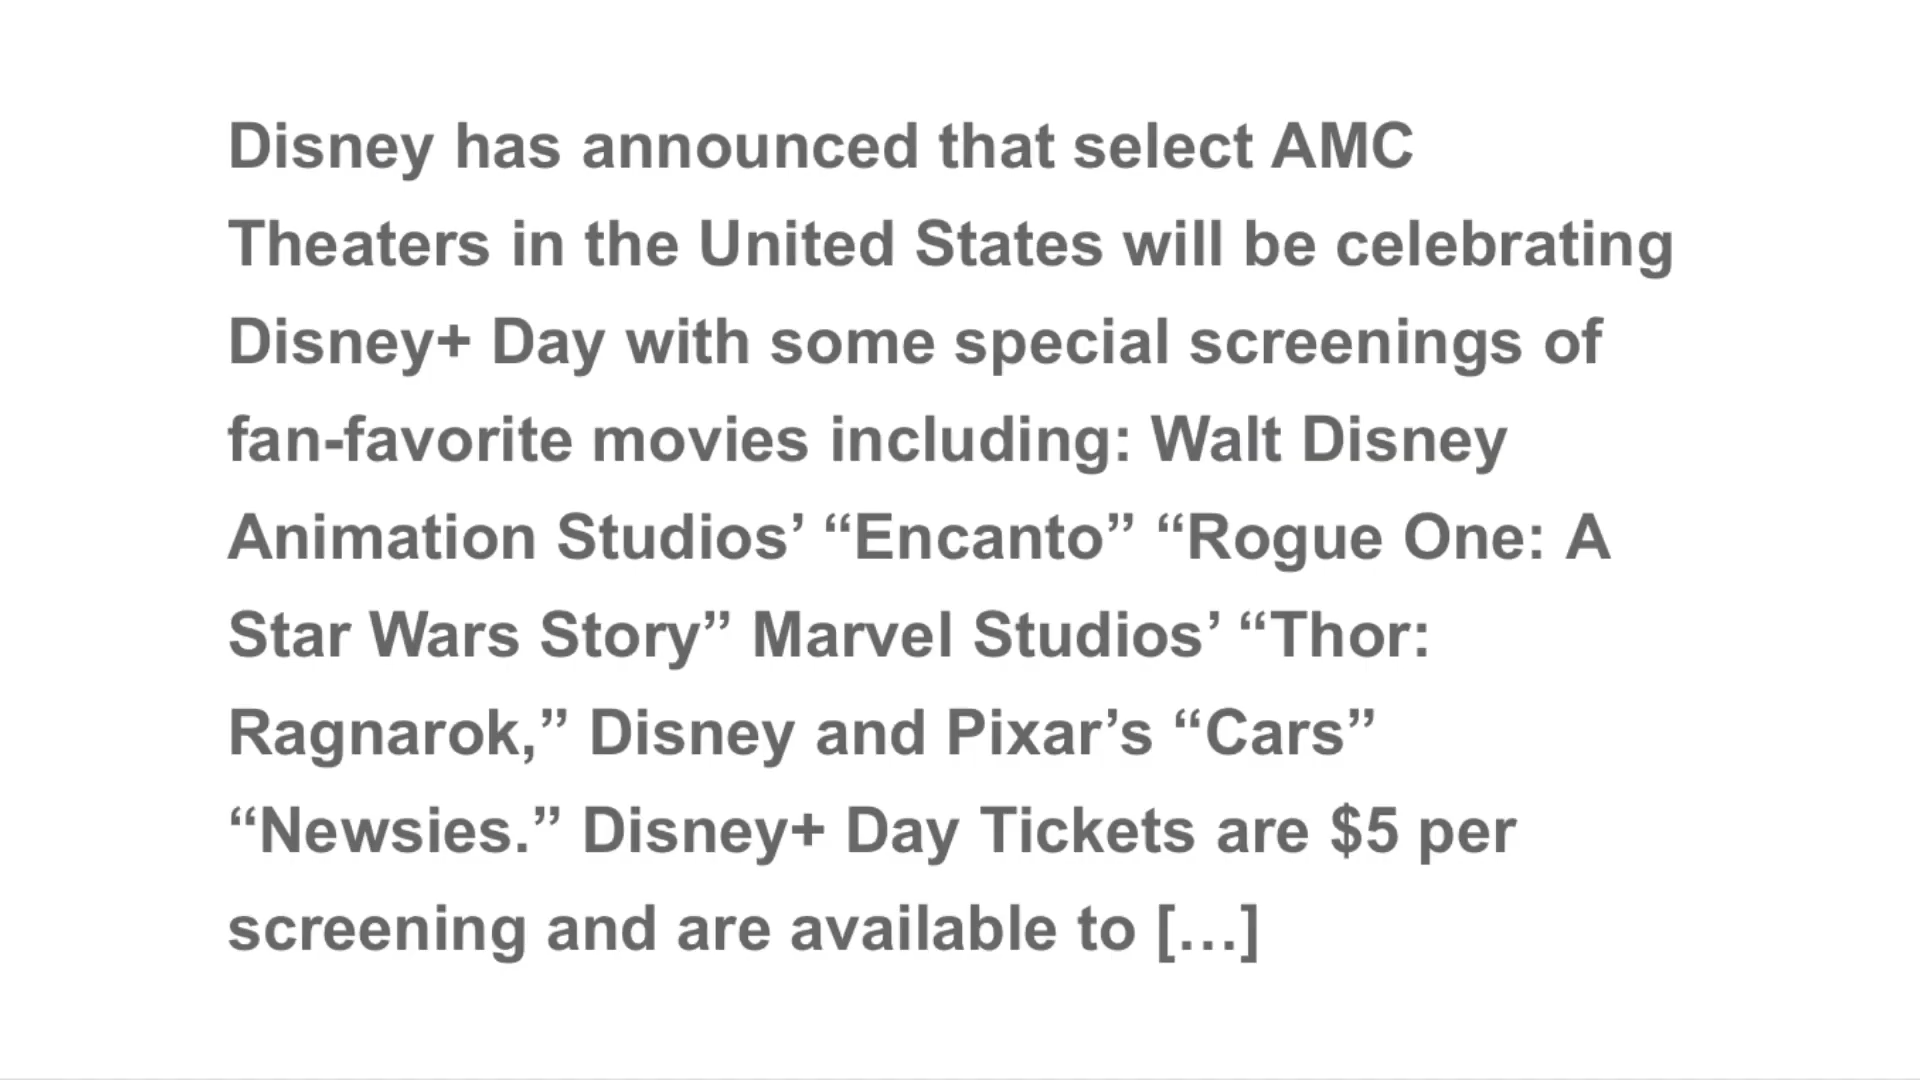 Disney has announced that select AMC
Theaters in the United States will be celebrating
Disney+ Day with some special screenings of
fan-favorite movies including: Walt Disney
Animation Studios’ “Encanto” “Rogue One: A
Star Wars Story” Marvel Studios’ “Thor:
Ragnarok,” Disney and Pixar’s “Cars”
“Newsies.” Disney+ Day Tickets are $5 per
screening and are available to […]